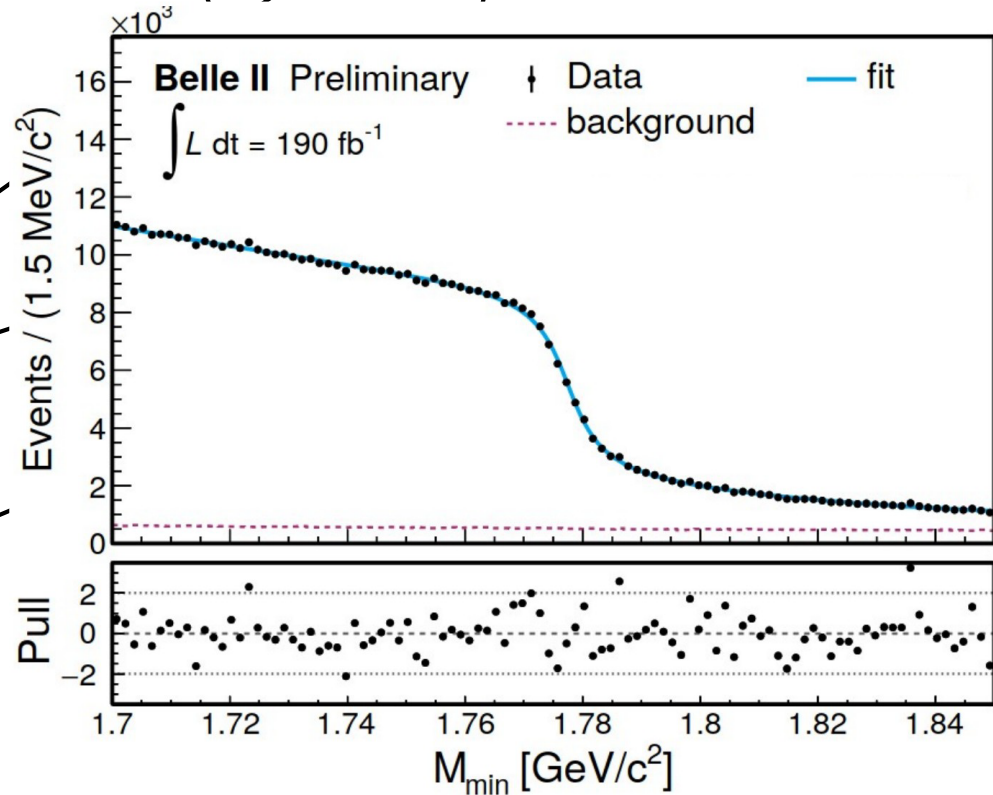 ×10³
Belle II Preliminary
∫L dt = 190 fb⁻¹
Data
fit
background
Events / (1.5 MeV/c²)
16
14
12
10
8
6
4
2
0
Pull
2
0
−2
1.7 1.72 1.74 1.76 1.78 1.8 1.82 1.84
M_min [GeV/c²]